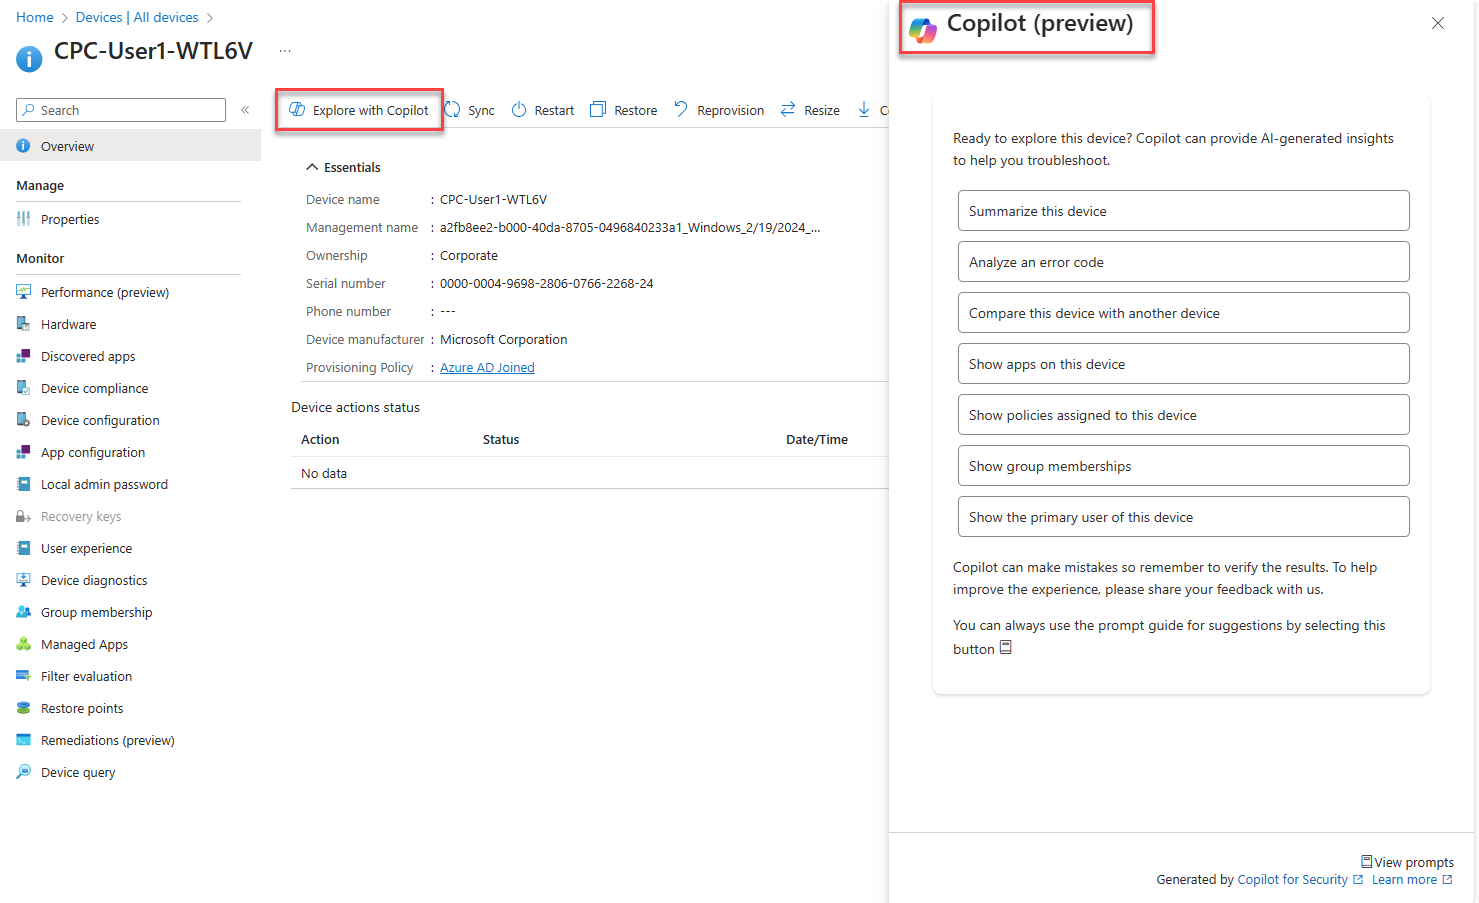 Home > Devices | All devices >
CPC-User1-WTL6V ...
Search «
Overview
Manage
Properties
Monitor
Performance (preview)
Hardware
Discovered apps
Device compliance
Device configuration
App configuration
Local admin password
Recovery keys
User experience
Device diagnostics
Group membership
Managed Apps
Filter evaluation
Restore points
Remediations (preview)
Device query
Explore with Copilot Sync Restart Restore Reprovision Resize
Essentials
Device name : CPC-User1-WTL6V
Management name : a2fb8ee2-b000-40da-8705-0496840233a1_Windows_2/19/2024_...
Ownership : Corporate
Serial number : 0000-0004-9698-2806-0766-2268-24
Phone number : ---
Device manufacturer : Microsoft Corporation
Provisioning Policy : Azure AD Joined
Device actions status
Action Status Date/Time
No data
Copilot (preview)
Ready to explore this device? Copilot can provide AI-generated insights
to help you troubleshoot.
Summarize this device
Analyze an error code
Compare this device with another device
Show apps on this device
Show policies assigned to this device
Show group memberships
Show the primary user of this device
Copilot can make mistakes so remember to verify the results. To help
improve the experience, please share your feedback with us.
You can always use the prompt guide for suggestions by selecting this
button
View prompts
Generated by Copilot for Security Learn more